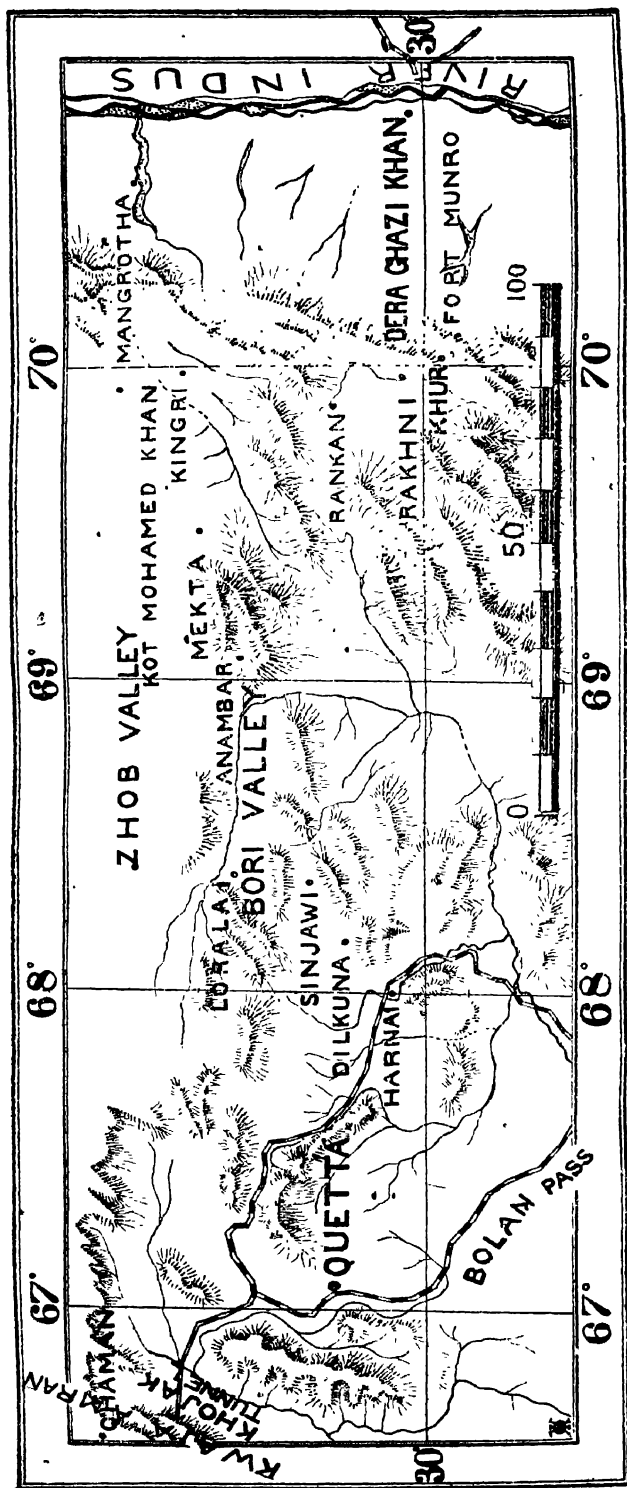 67°
68°
69°
70°
RIVER INDUS
CHAMAN
AMRAN
KWAJA
KHOJAK
TUNNEL
ZHOB VALLEY
KOT MOHAMED KHAN
MANGROTHA.
KINGRI.
MEKTA.
ANAMBAR.
LORALAI.
BORI VALLEY
SINJAWI.
DILKUNA.
RANKAN.
RAKHNI.
DERA GHAZI KHAN.
KHUR.
FORT MUNRO
HARNAI
QUETTA
BOLAN PASS
30°
30
0 50 100
67°
68°
69°
70°